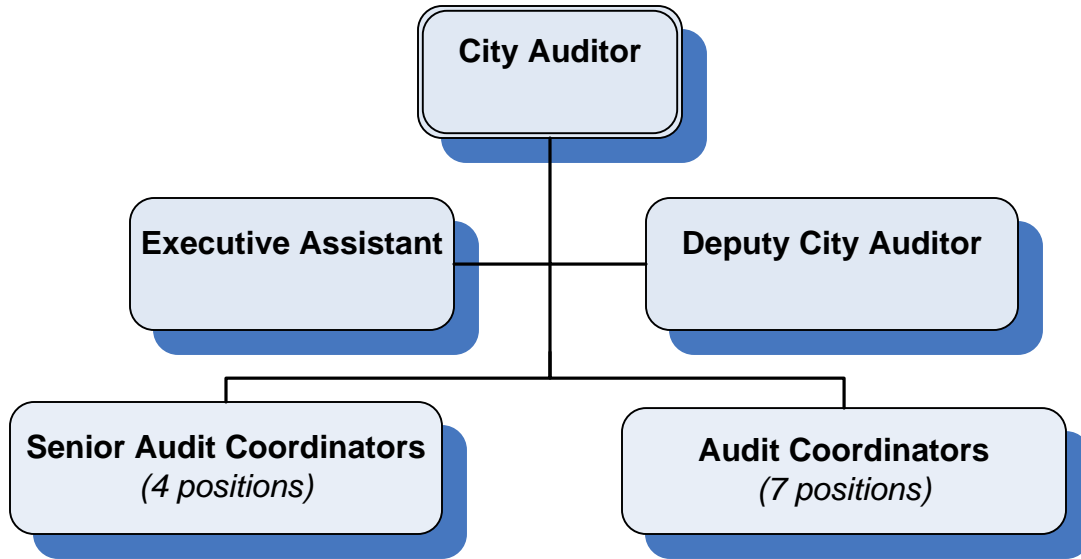 City Auditor
Executive Assistant
Deputy City Auditor
Senior Audit Coordinators
(4 positions)
Audit Coordinators
(7 positions)